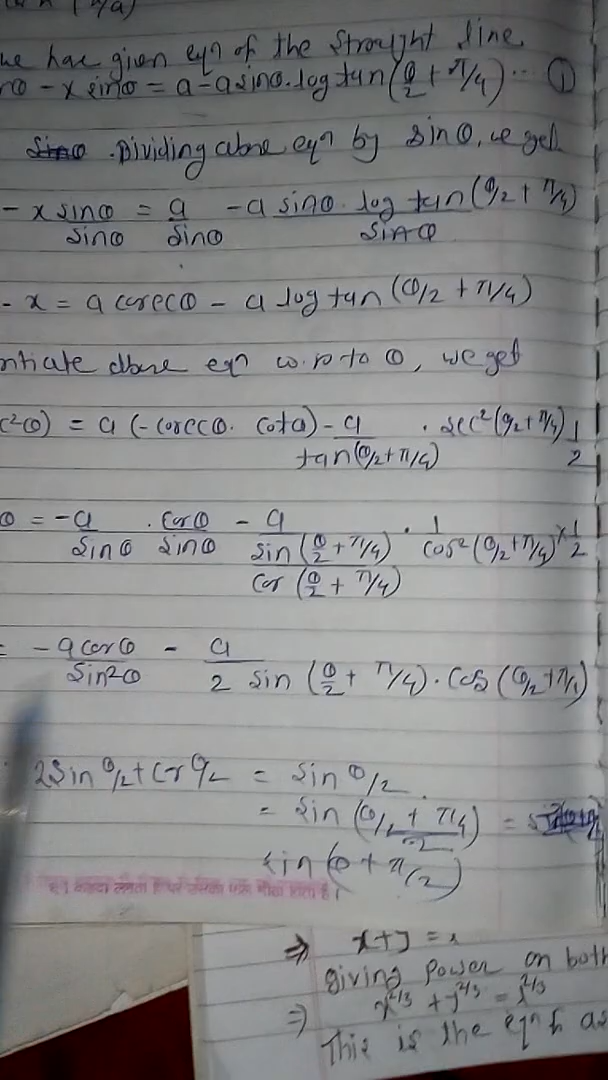 we have given eqn of the straight line
- x sinθ = a - a sinθ. log tan(θ/2 + π/4) ... ①
. Dividing above eqn by sinθ, we get
- x sinθ/sinθ = a/sinθ - a sinθ. log tan(θ/2 + π/4)/sinθ
- x = a cosecθ - a log tan (θ/2 + π/4)
ntiate above eqn w.r.to θ, we get
c²θ) = a (-cosecθ. cotθ) - a/tan(θ/2 + π/4) . sec²(θ/2 + π/4) 1/2
θ = -a/sinθ . cosθ/sinθ - a/(sin(θ/2 + π/4)/cos(θ/2 + π/4)) . 1/cos²(θ/2 + π/4) × 1/2
= -a cosθ/sin²θ - a/2 sin (θ/2 + π/4). cos (θ/2 + π/4)
2 sin θ/2 + cos θ/2 = sin θ/2
= sin (θ/2 + π/4) =
sin (θ + π/2)
⇒ x+y =
giving power on both
⇒ x^2/3 + y^2/3 = l^2/3
This is the eqn